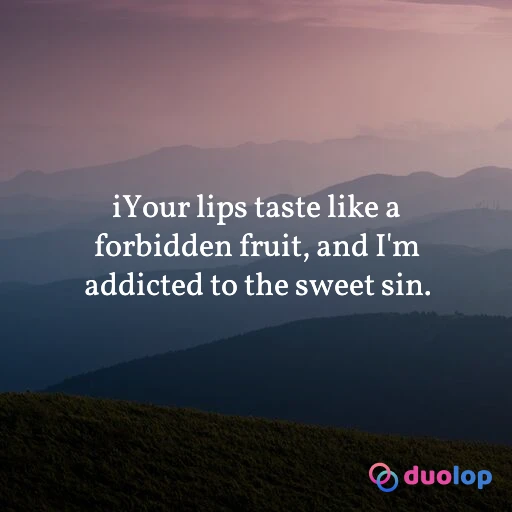 iYour lips taste like a
forbidden fruit, and I'm
addicted to the sweet sin.
duolop